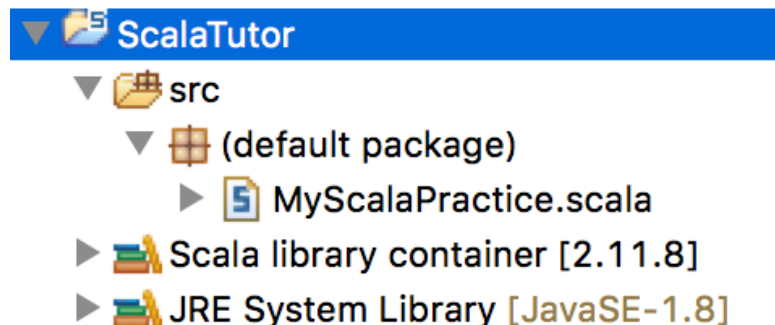 ScalaTutor
src
(default package)
MyScalaPractice.scala
Scala library container [2.11.8]
JRE System Library [JavaSE-1.8]